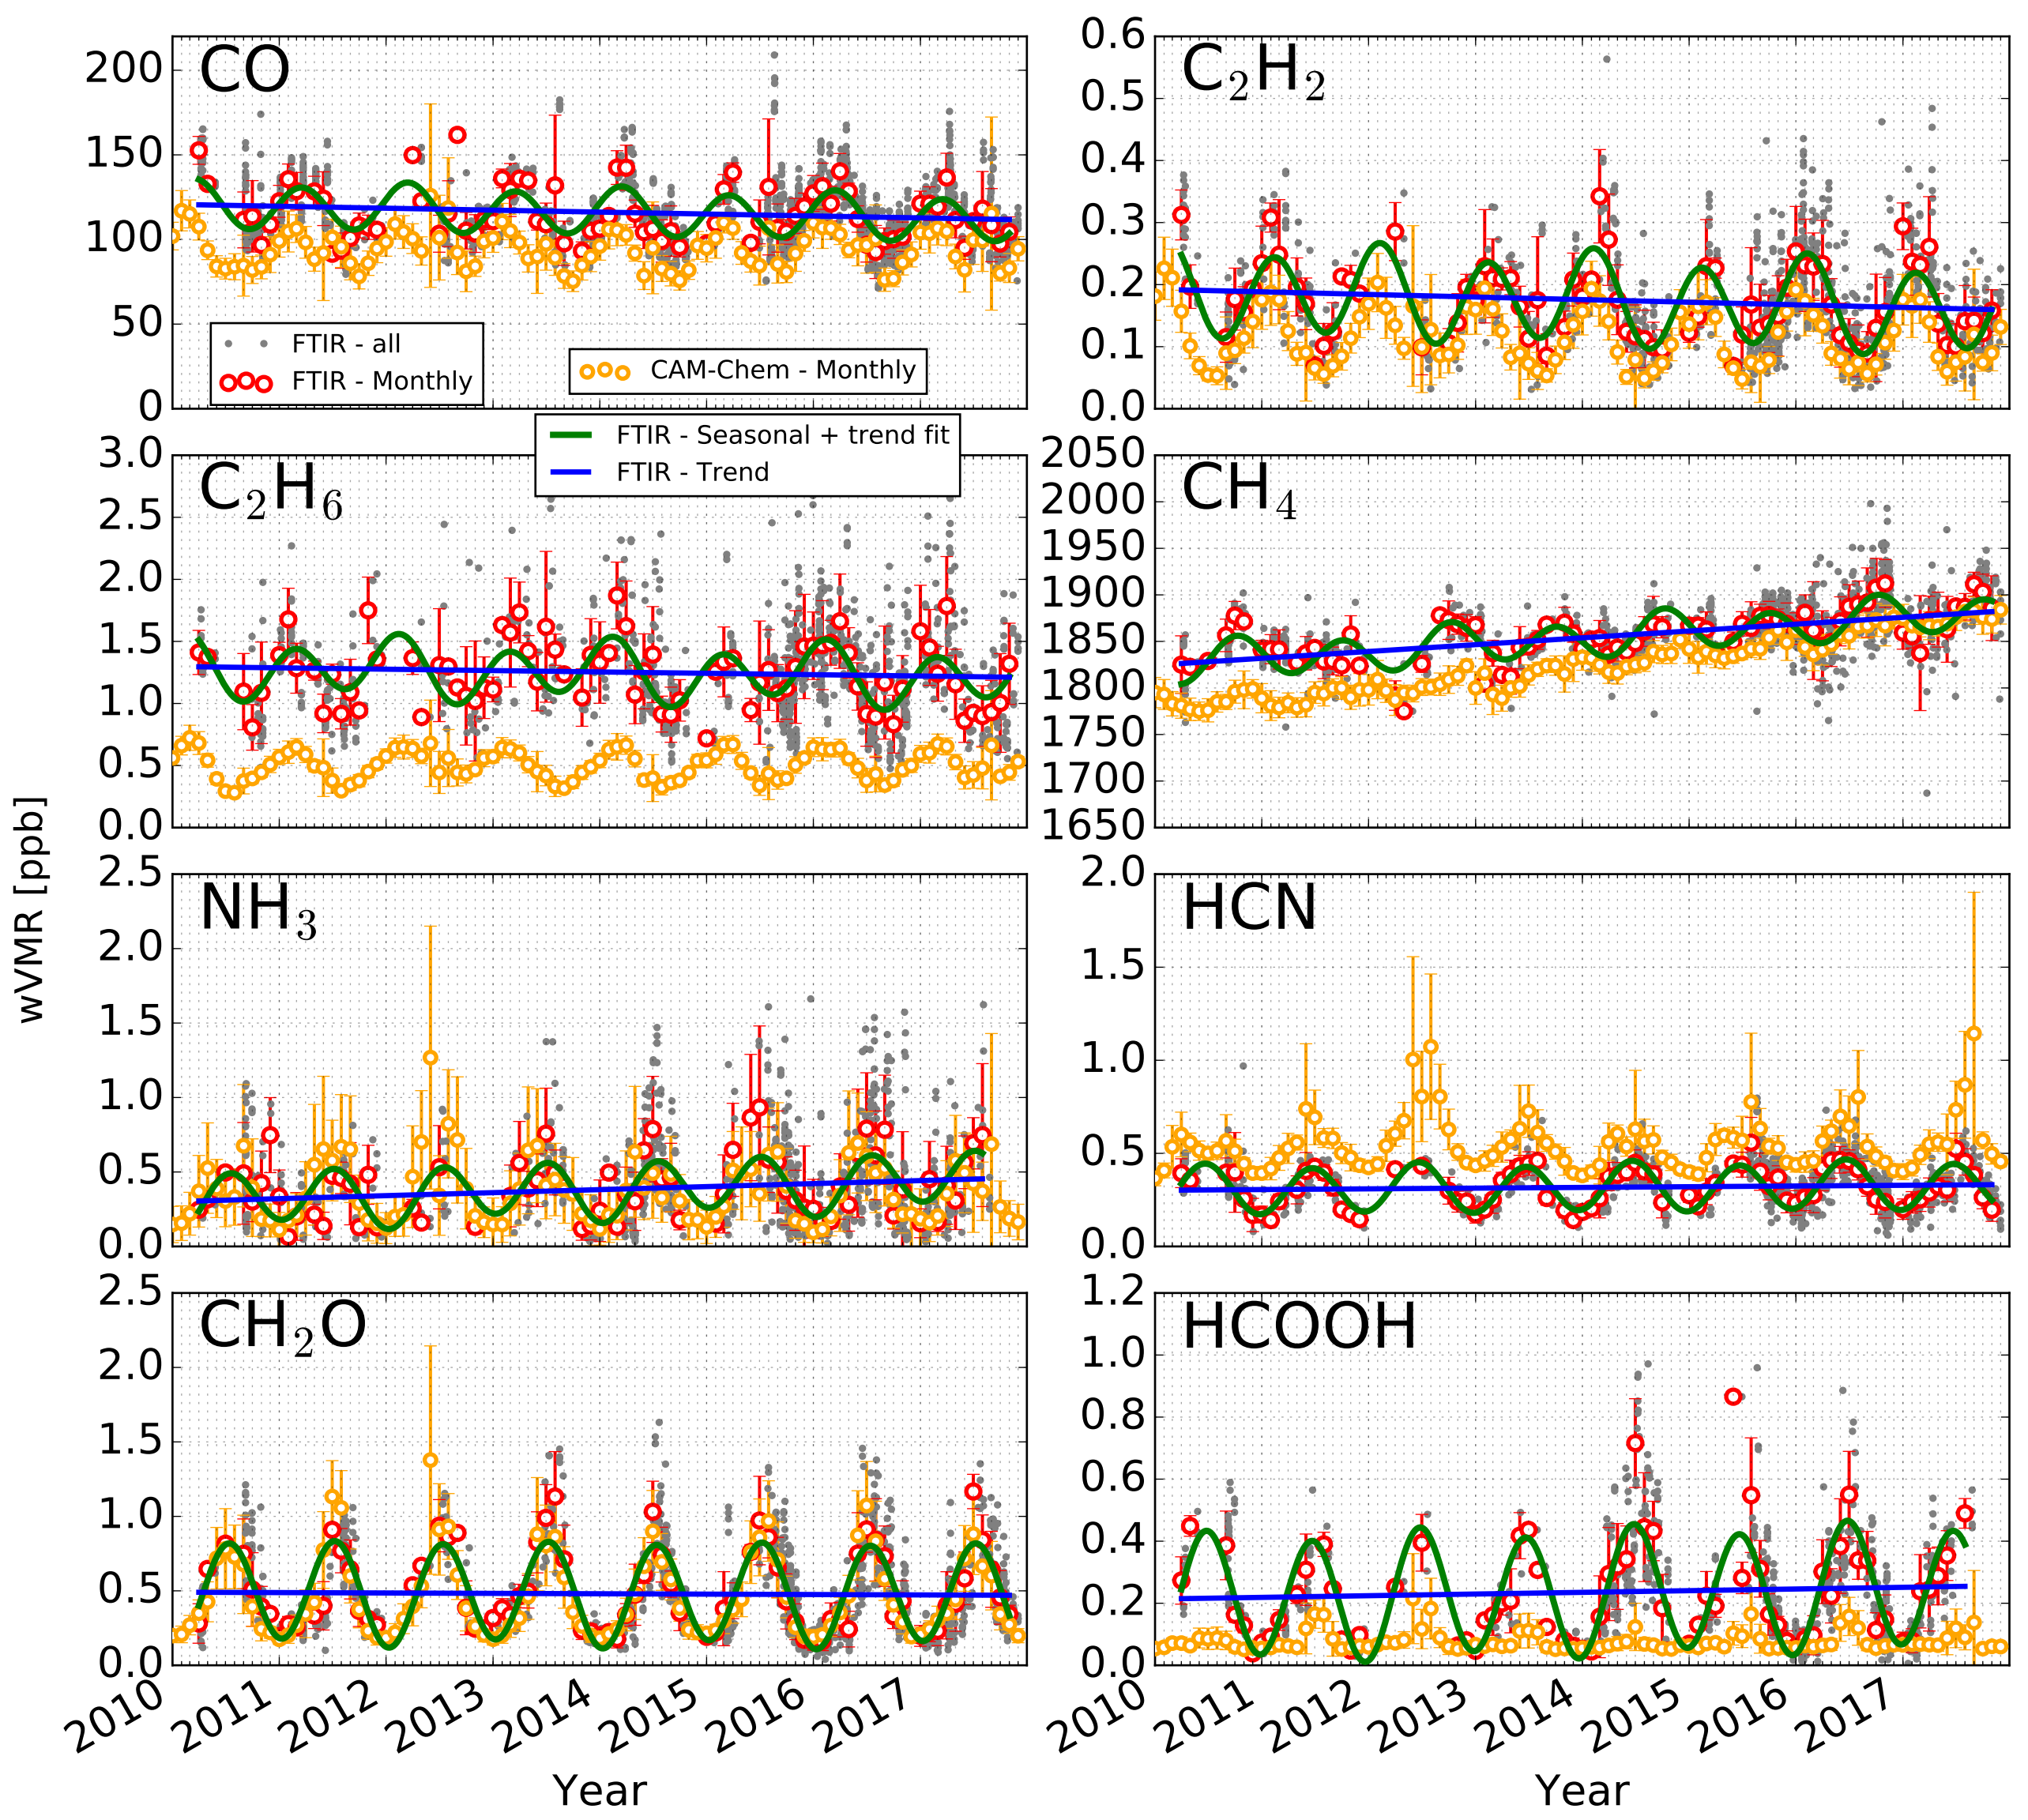 CO
200
150
100
50
0
FTIR - all
FTIR - Monthly
CAM-Chem - Monthly
C₂H₂
0.6
0.5
0.4
0.3
0.2
0.1
0.0
FTIR - Seasonal + trend fit
FTIR - Trend
C₂H₆
3.0
2.5
2.0
1.5
1.0
0.5
0.0
CH₄
2050
2000
1950
1900
1850
1800
1750
1700
1650
wVMR [ppb]
NH₃
2.5
2.0
1.5
1.0
0.5
0.0
HCN
2.0
1.5
1.0
0.5
0.0
CH₂O
2.5
2.0
1.5
1.0
0.5
0.0
HCOOH
1.2
1.0
0.8
0.6
0.4
0.2
0.0
2010 2011 2012 2013 2014 2015 2016 2017
2010 2011 2012 2013 2014 2015 2016 2017
Year
Year